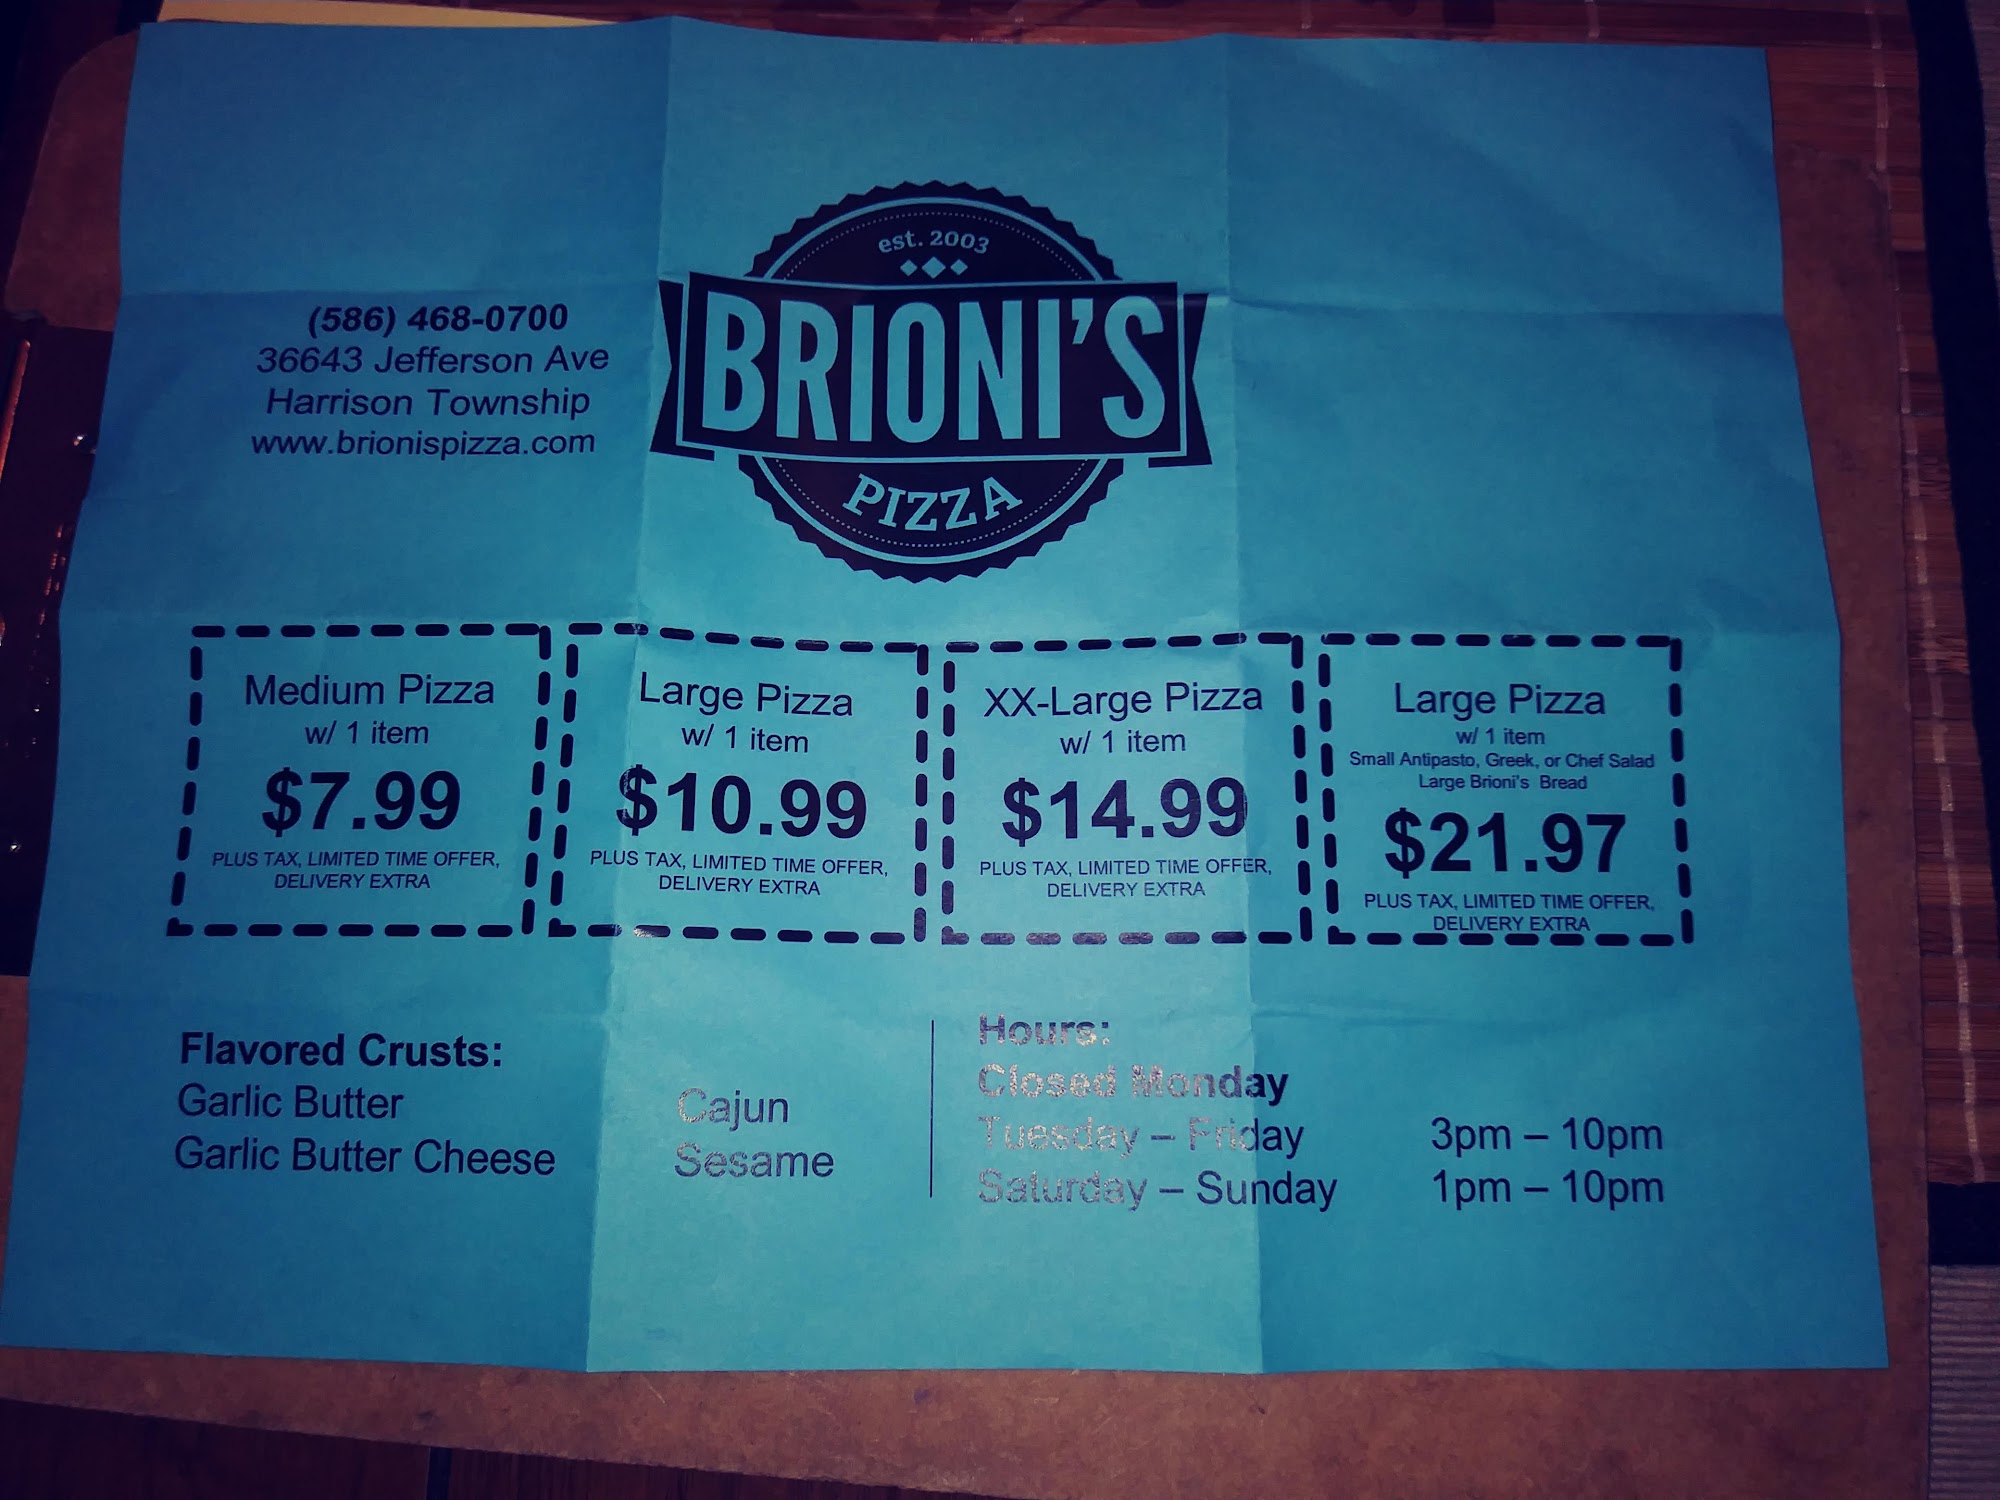 (586) 468-0700
36643 Jefferson Ave
Harrison Township
www.brionispizza.com
est. 2003
BRIONI'S
PIZZA
Medium Pizza
w/ 1 item
$7.99
PLUS TAX, LIMITED TIME OFFER,
DELIVERY EXTRA
Large Pizza
w/ 1 item
$10.99
PLUS TAX, LIMITED TIME OFFER,
DELIVERY EXTRA
XX-Large Pizza
w/ 1 item
$14.99
PLUS TAX, LIMITED TIME OFFER,
DELIVERY EXTRA
Large Pizza
w/ 1 item
Small Antipasto, Greek, or Chef Salad
Large Brioni's Bread
$21.97
PLUS TAX, LIMITED TIME OFFER,
DELIVERY EXTRA
Flavored Crusts:
Garlic Butter
Garlic Butter Cheese
Cajun
Sesame
Hours:
Closed Monday
Tuesday – Friday 3pm – 10pm
Saturday – Sunday 1pm – 10pm